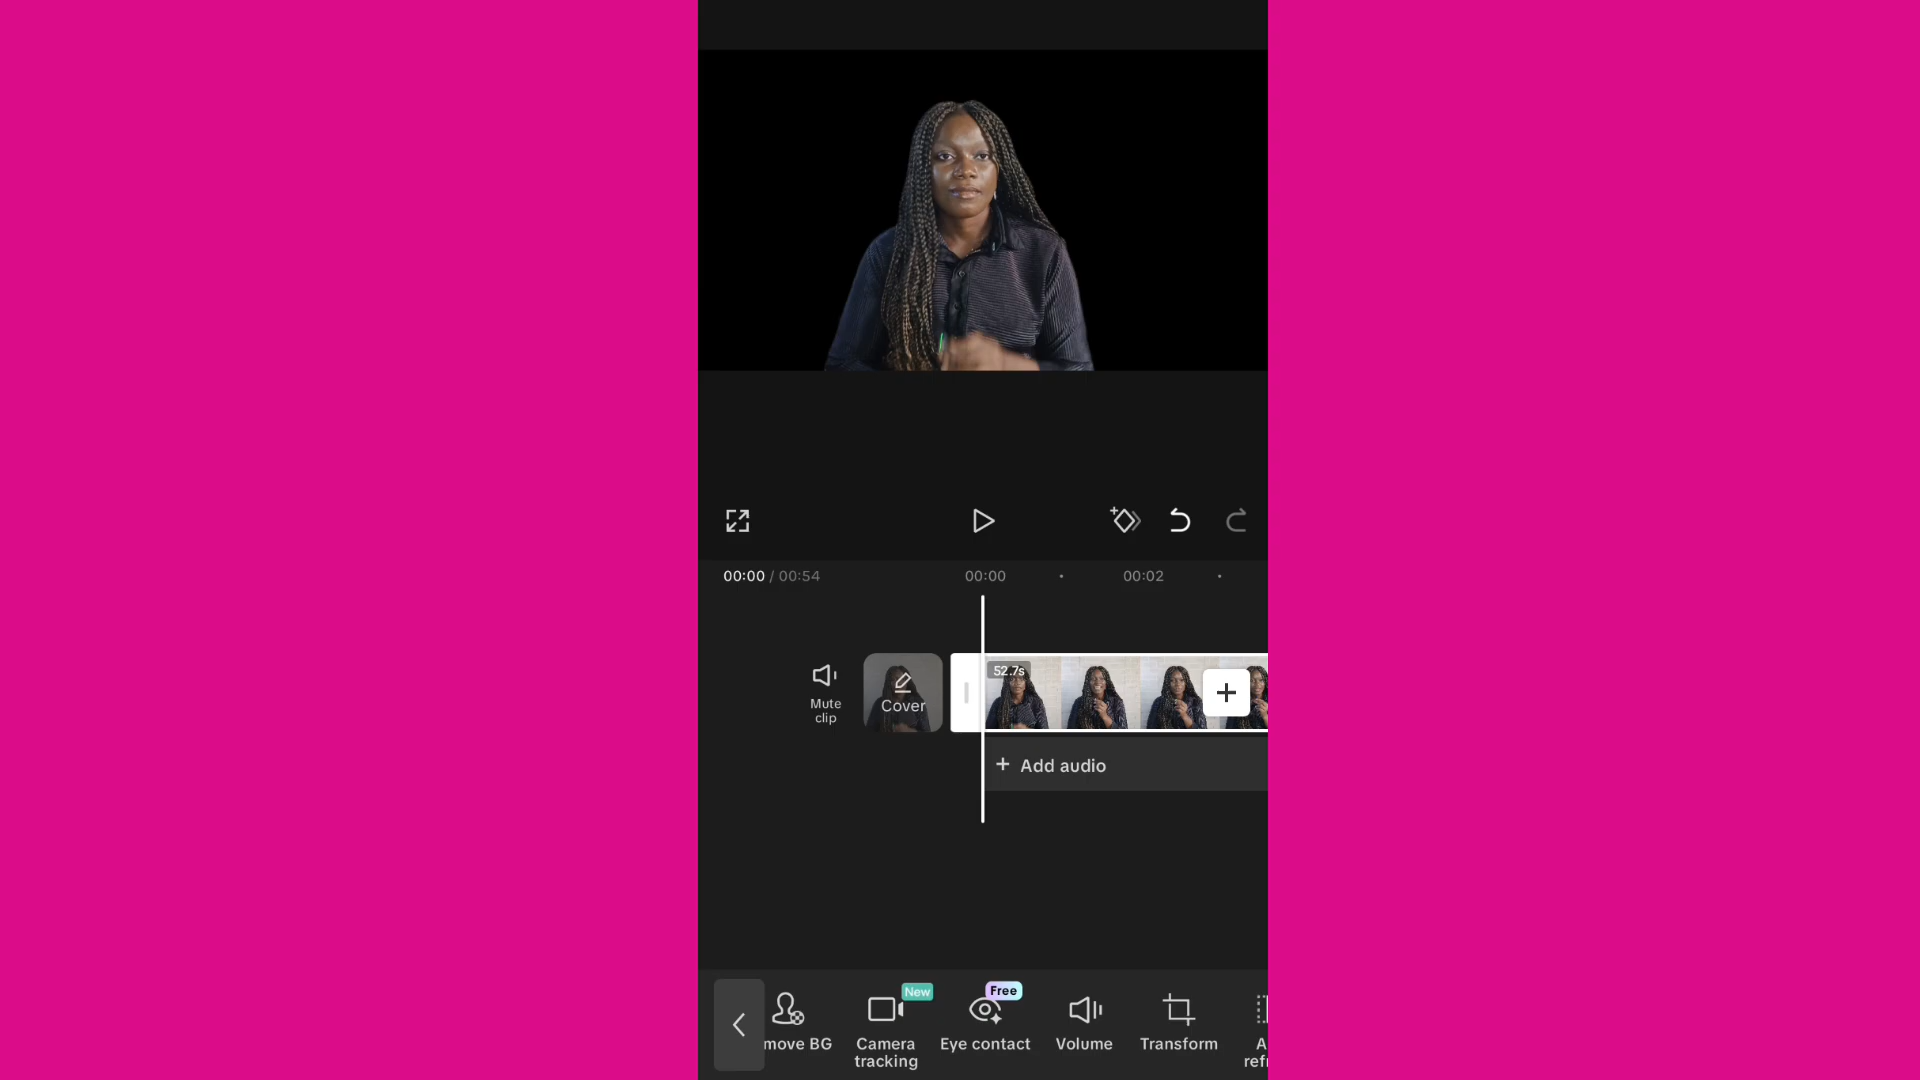 00:00 / 00:54
00:00
00:02
52.7s
Mute
clip
Cover
+ Add audio
New
Free
move BG
Camera
tracking
Eye contact
Volume
Transform
A
refr